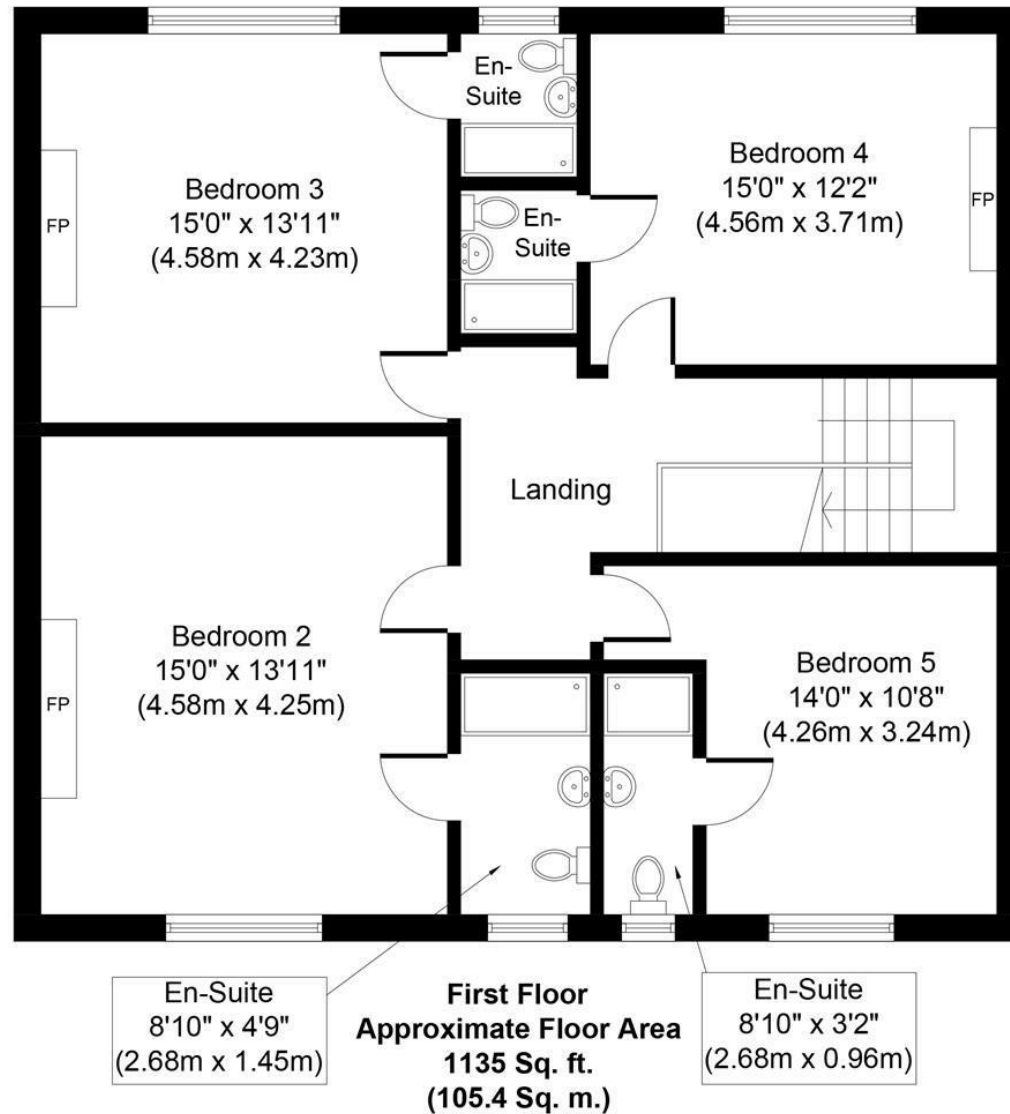 En-
Suite
Bedroom 3
15'0" x 13'11"
(4.58m x 4.23m)
FP
Bedroom 4
15'0" x 12'2"
(4.56m x 3.71m)
FP
En-
Suite
Landing
Bedroom 2
15'0" x 13'11"
(4.58m x 4.25m)
FP
Bedroom 5
14'0" x 10'8"
(4.26m x 3.24m)
En-Suite
8'10" x 4'9"
(2.68m x 1.45m)
First Floor
Approximate Floor Area
1135 Sq. ft.
(105.4 Sq. m.)
En-Suite
8'10" x 3'2"
(2.68m x 0.96m)